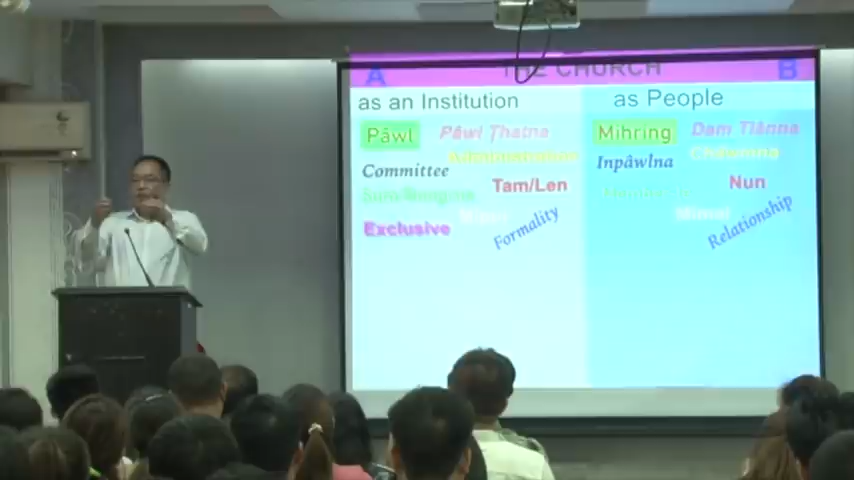 THE CHURCH
A
B
as an Institution
as People
Pâwl
Pâwl Ṭhatna
Administration
Committee
Tam/Len
Exclusive
Formality
Mihring
Dam Tlânna
Inpâwlna
Chawmna
Nun
Relationship